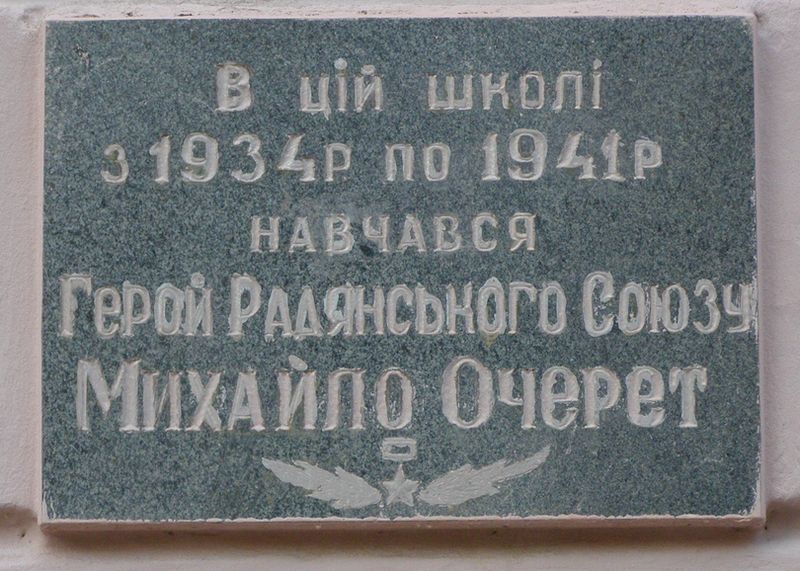 В цій школі
з 1934р по 1941р
навчався
Герой Радянського Союзу
Михайло Очерет